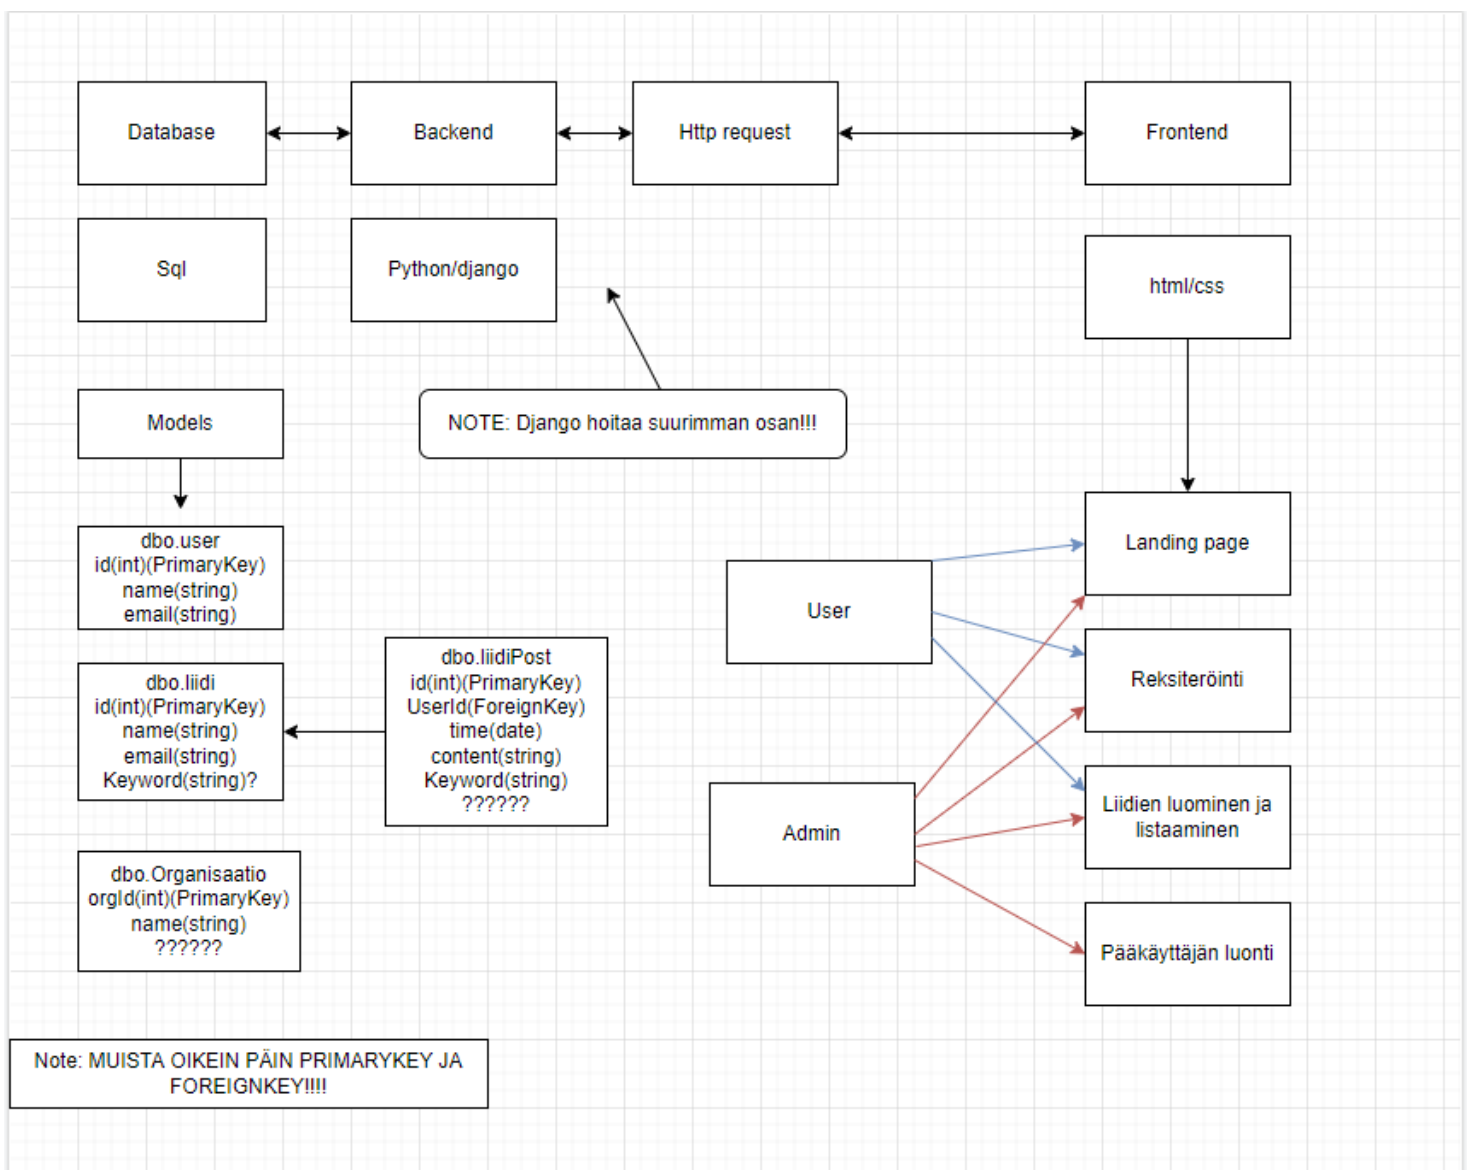 Database
Backend
Http request
Frontend
Sql
Python/django
html/css
Models
NOTE: Django hoitaa suurimman osan!!!
dbo.user
id(int)(PrimaryKey)
name(string)
email(string)
dbo.liidi
id(int)(PrimaryKey)
name(string)
email(string)
Keyword(string)?
dbo.liidiPost
id(int)(PrimaryKey)
UserId(ForeignKey)
time(date)
content(string)
Keyword(string)
??????
dbo.Organisaatio
orgId(int)(PrimaryKey)
name(string)
??????
User
Admin
Landing page
Reksiteröinti
Liidien luominen ja
listaaminen
Pääkäyttäjän luonti
Note: MUISTA OIKEIN PÄIN PRIMARYKEY JA
FOREIGNKEY!!!!